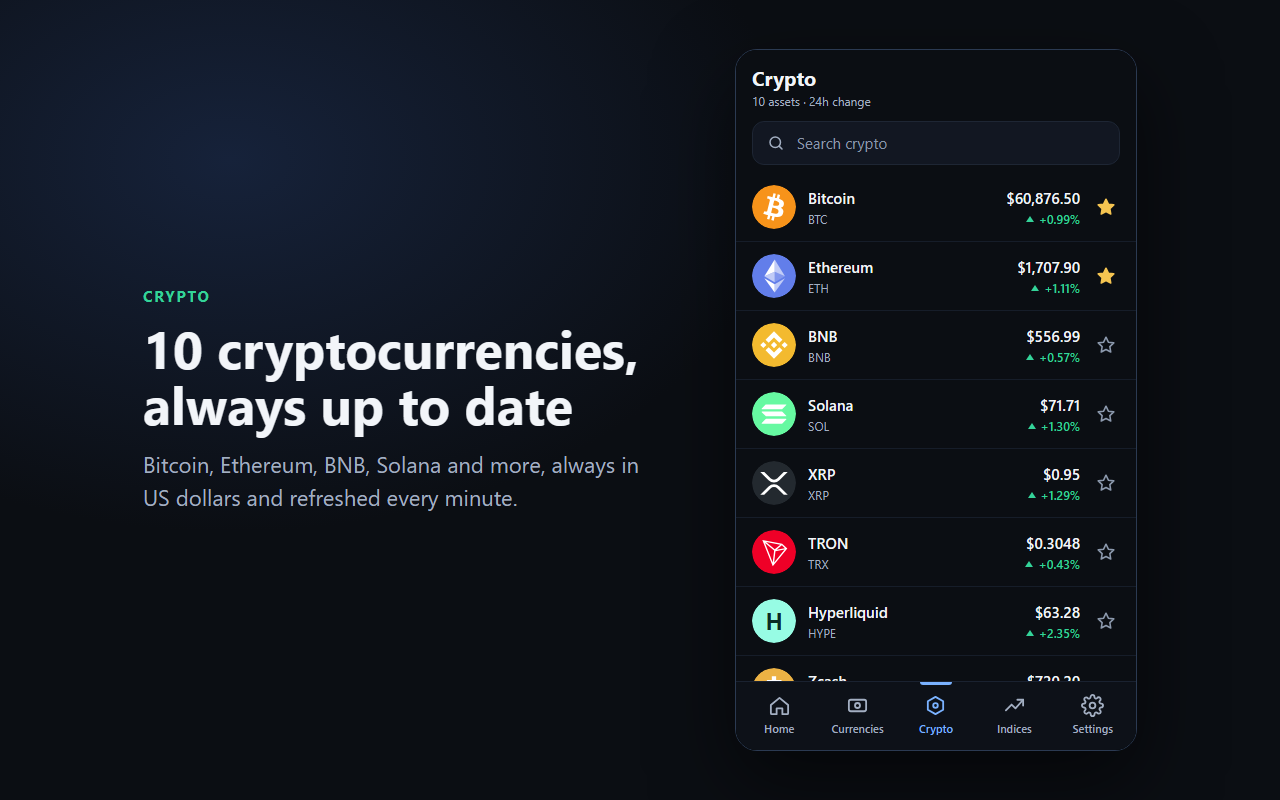 CRYPTO
10 cryptocurrencies,
always up to date
Bitcoin, Ethereum, BNB, Solana and more, always in
US dollars and refreshed every minute.
Crypto
10 assets · 24h change
Search crypto
Bitcoin $60,876.50
BTC ▲ +0.99%
Ethereum $1,707.90
ETH ▲ +1.11%
BNB $556.99
BNB ▲ +0.57%
Solana $71.71
SOL ▲ +1.30%
XRP $0.95
XRP ▲ +1.29%
TRON $0.3048
TRX ▲ +0.43%
H Hyperliquid $63.28
HYPE ▲ +2.35%
Zcash
Home Currencies Crypto Indices Settings